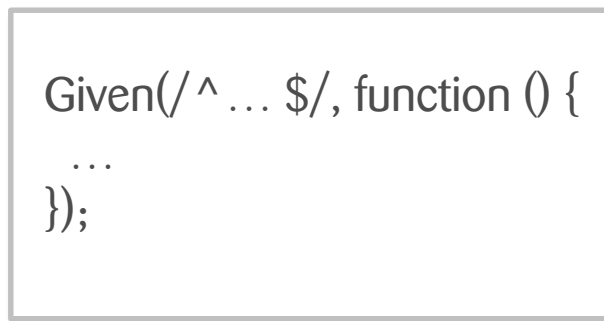 Given(/^ … $/, function () {
…
});